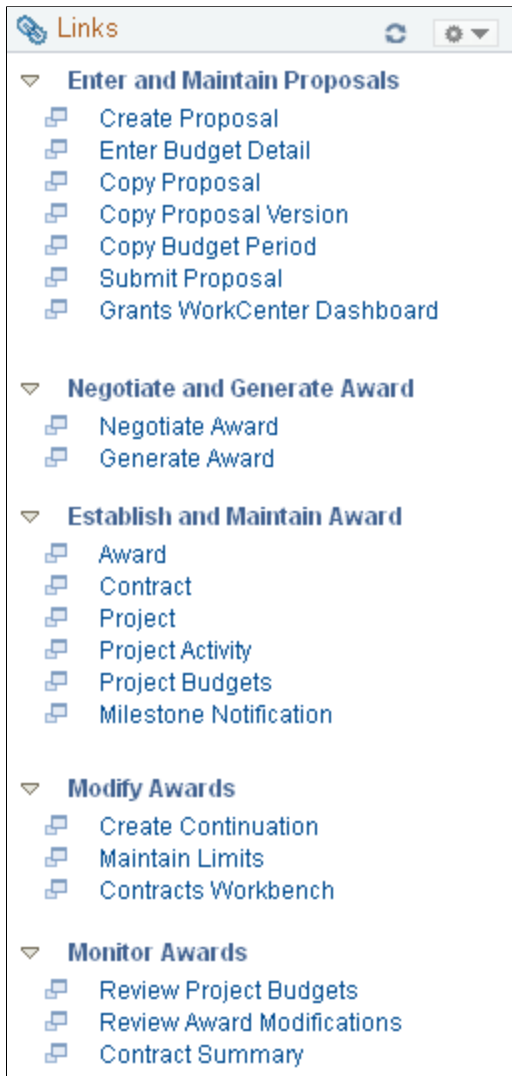 Links
Enter and Maintain Proposals
Create Proposal
Enter Budget Detail
Copy Proposal
Copy Proposal Version
Copy Budget Period
Submit Proposal
Grants WorkCenter Dashboard
Negotiate and Generate Award
Negotiate Award
Generate Award
Establish and Maintain Award
Award
Contract
Project
Project Activity
Project Budgets
Milestone Notification
Modify Awards
Create Continuation
Maintain Limits
Contracts Workbench
Monitor Awards
Review Project Budgets
Review Award Modifications
Contract Summary